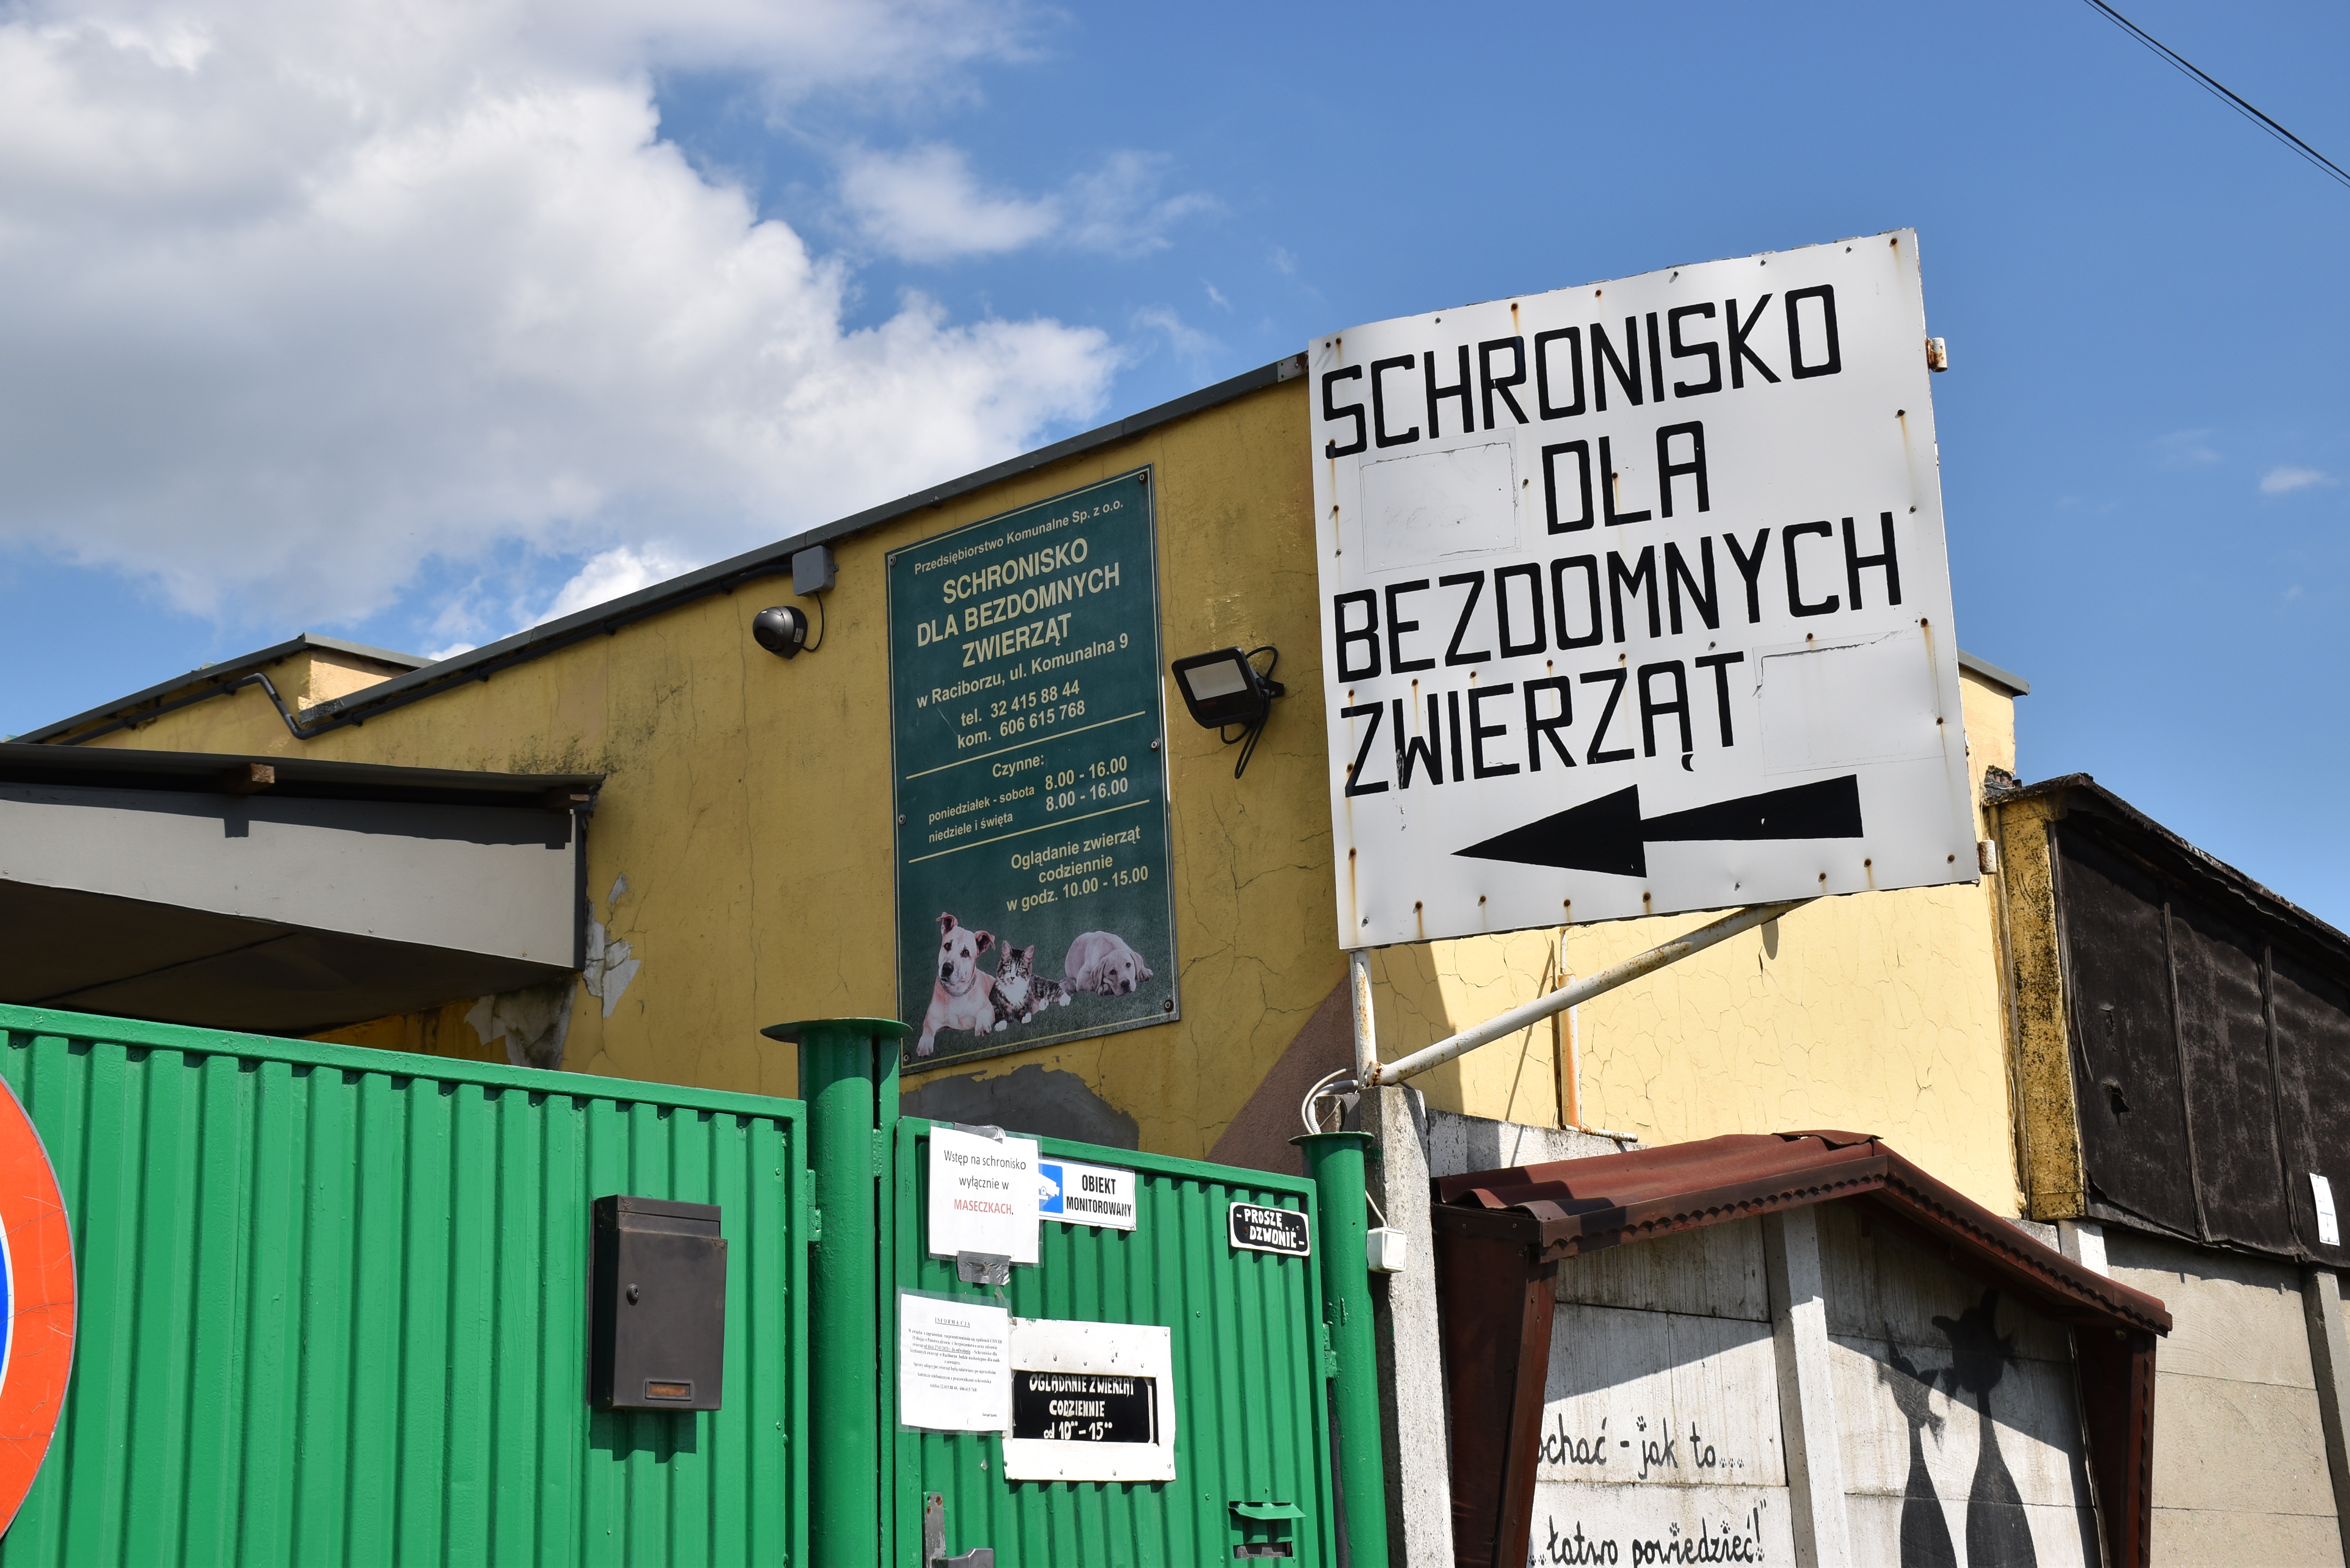 SCHRONISKO
DLA
BEZDOMNYCH
ZWIERZĄT
Przedsiębiorstwo Komunalne Sp. z o.o.
SCHRONISKO
DLA BEZDOMNYCH
ZWIERZĄT
w Raciborzu, ul. Komunalna 9
tel. 32 415 88 44
kom. 606 615 768
Czynne:
poniedziałek - sobota 8.00 - 16.00
niedziele i święta 8.00 - 16.00
Oglądanie zwierząt
codziennie
w godz. 10.00 - 15.00
Wstęp na schronisko
wyłącznie w
MASECZKACH.
OBIEKT
MONITOROWANY
- PROSZĘ
DZWONIĆ -
INFORMACJA
OGLĄDANIE ZWIERZĄT
CODZIENNIE
od 10°° - 15°°
ochać - jak to...
łatwo powiedzieć!"